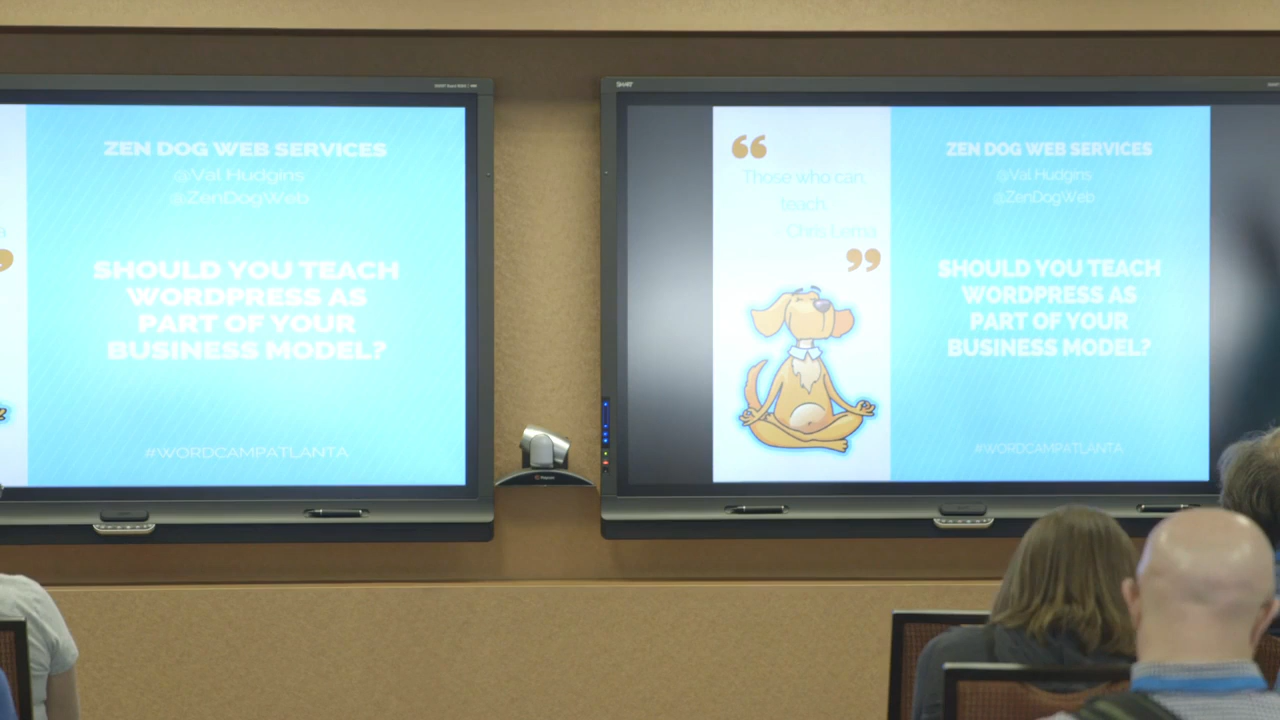 ZEN DOG WEB SERVICES
@Val Hudgins
@ZenDogWeb
SHOULD YOU TEACH
WORDPRESS AS
PART OF YOUR
BUSINESS MODEL?
#WORDCAMPATLANTA
SMART
“
Those who can,
teach.
Chris Lema
”
ZEN DOG WEB SERVICES
@Val Hudgins
@ZenDogWeb
SHOULD YOU TEACH
WORDPRESS AS
PART OF YOUR
BUSINESS MODEL?
#WORDCAMPATLANTA